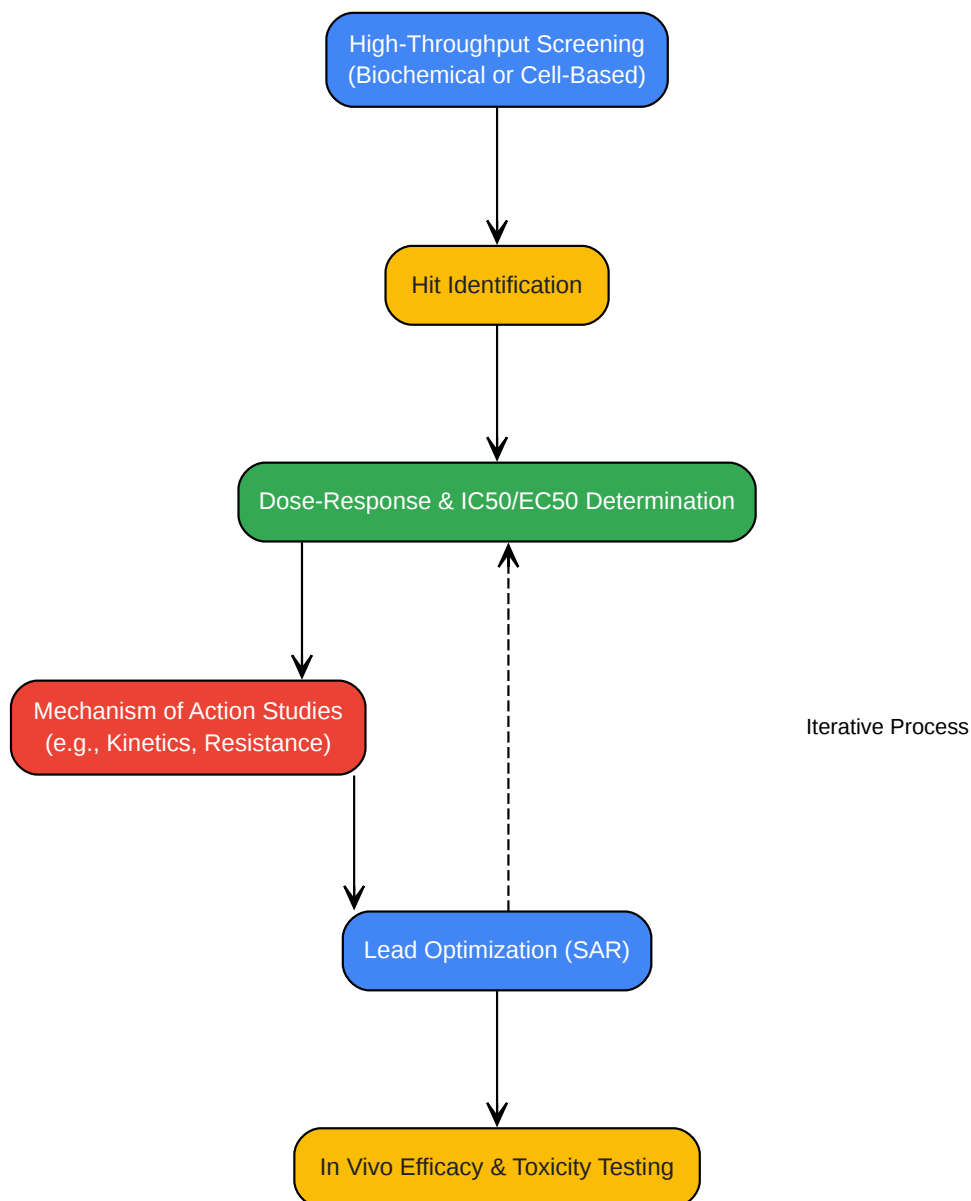 High-Throughput Screening
(Biochemical or Cell-Based)
Hit Identification
Dose-Response & IC50/EC50 Determination
Mechanism of Action Studies
(e.g., Kinetics, Resistance)
Iterative Process
Lead Optimization (SAR)
In Vivo Efficacy & Toxicity Testing